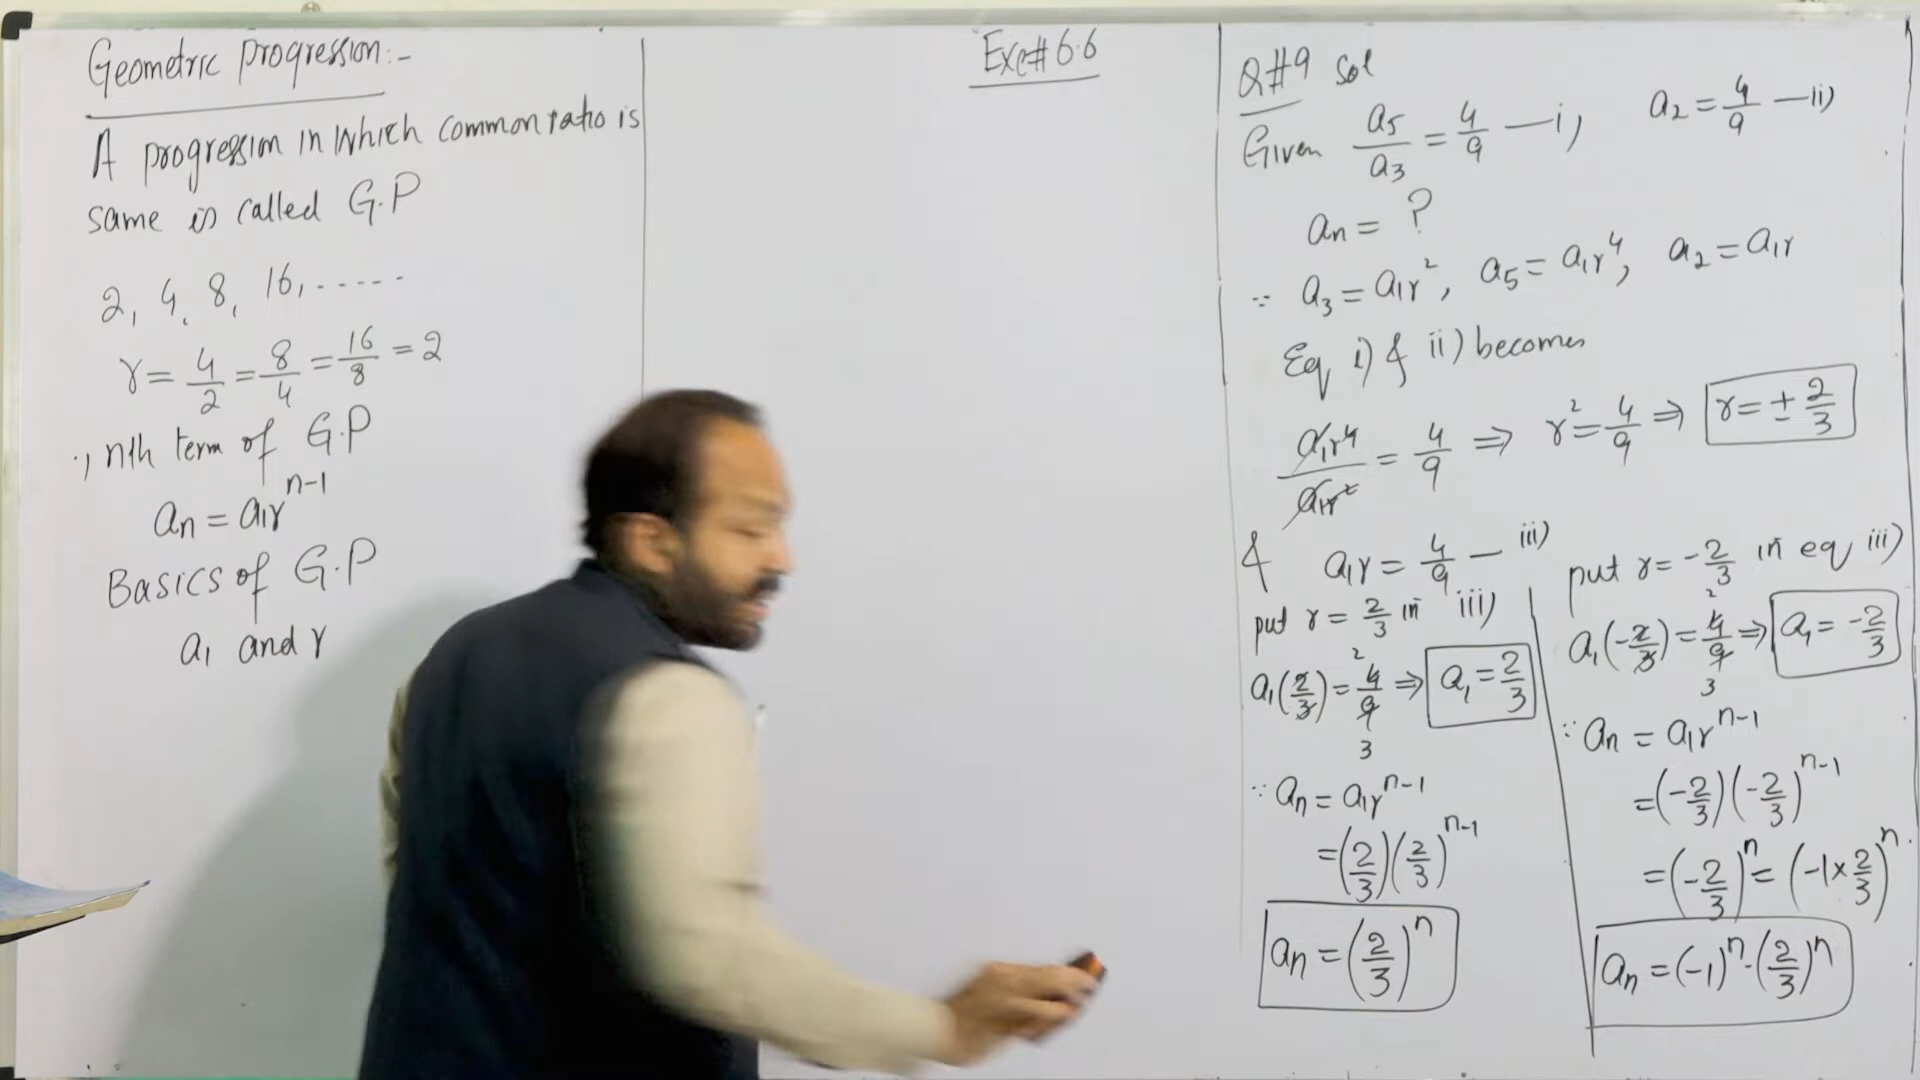 Geometric Progression:-
A progression in which common ratio is
same is called G.P
2, 4, 8, 16, ......
r = 4/2 = 8/4 = 16/8 = 2
∵, nth term of G.P
an = a1r^(n-1)
Basics of G.P
a1 and r
Exe# 6.6
Q#9 Sol
Given a5/a3 = 4/9 — i) , a2 = 4/9 — ii)
an = ?
∵ a3 = a1r^2 , a5 = a1r^4 , a2 = a1r
Eq i) & ii) becomes
a1r^4/a1r^2 = 4/9 ⇒ r^2 = 4/9 ⇒ r = ± 2/3
& a1r = 4/9 — iii)
put r = 2/3 in iii)
a1(2/3) = 4/9 ⇒ a1 = 2/3
2
3
∵ an = a1r^(n-1)
= (2/3)(2/3)^(n-1)
an = (2/3)^n
put r = -2/3 in eq iii)
a1(-2/3) = 4/9 ⇒ a1 = -2/3
2
3
∵ an = a1r^(n-1)
= (-2/3)(-2/3)^(n-1)
= (-2/3)^n = (-1 × 2/3)^n
an = (-1)^n . (2/3)^n